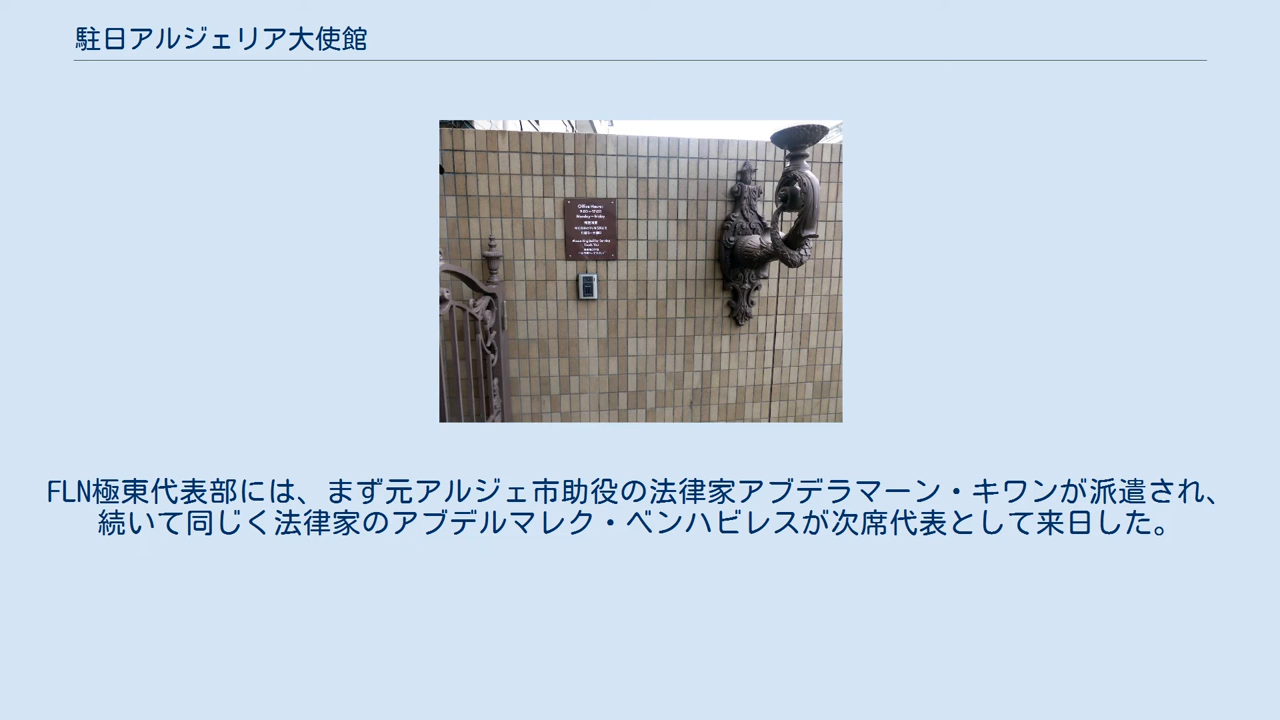 駐日アルジェリア大使館
Office Hours:
Monday - Friday
FLN極東代表部には、まず元アルジェ市助役の法律家アブデラマーン・キワンが派遣され、
続いて同じく法律家のアブデルマレク・ベンハビレスが次席代表として来日した。